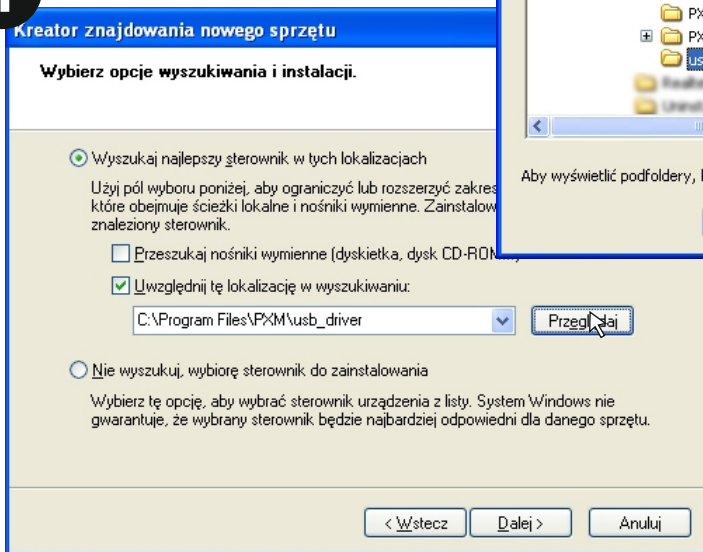 Kreator znajdowania nowego sprzętu
Wybierz opcje wyszukiwania i instalacji.
Wyszukaj najlepszy sterownik w tych lokalizacjach
Użyj pól wyboru poniżej, aby ograniczyć lub rozszerzyć zakres
które obejmuje ścieżki lokalne i nośniki wymienne. Zainstalow
znaleziony sterownik.
Przeszukaj nośniki wymienne (dyskietka, dysk CD-ROM
Uwzględnij tę lokalizację w wyszukiwaniu:
C:\Program Files\PXM\usb_driver
Przeglądaj
Nie wyszukuj, wybiorę sterownik do zainstalowania
Wybierz tę opcję, aby wybrać sterownik urządzenia z listy. System Windows nie
gwarantuje, że wybrany sterownik będzie najbardziej odpowiedni dla danego sprzętu.
< Wstecz
Dalej >
Anuluj
PX
PX
us
Aby wyświetlić podfoldery,